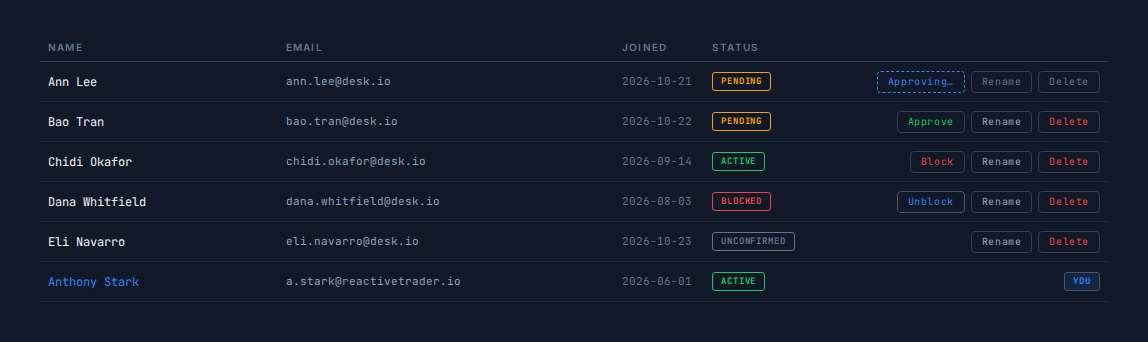 NAME EMAIL JOINED STATUS
Ann Lee ann.lee@desk.io 2026-10-21 PENDING Approving… Rename Delete
Bao Tran bao.tran@desk.io 2026-10-22 PENDING Approve Rename Delete
Chidi Okafor chidi.okafor@desk.io 2026-09-14 ACTIVE Block Rename Delete
Dana Whitfield dana.whitfield@desk.io 2026-08-03 BLOCKED Unblock Rename Delete
Eli Navarro eli.navarro@desk.io 2026-10-23 UNCONFIRMED Rename Delete
Anthony Stark a.stark@reactivetrader.io 2026-06-01 ACTIVE YOU